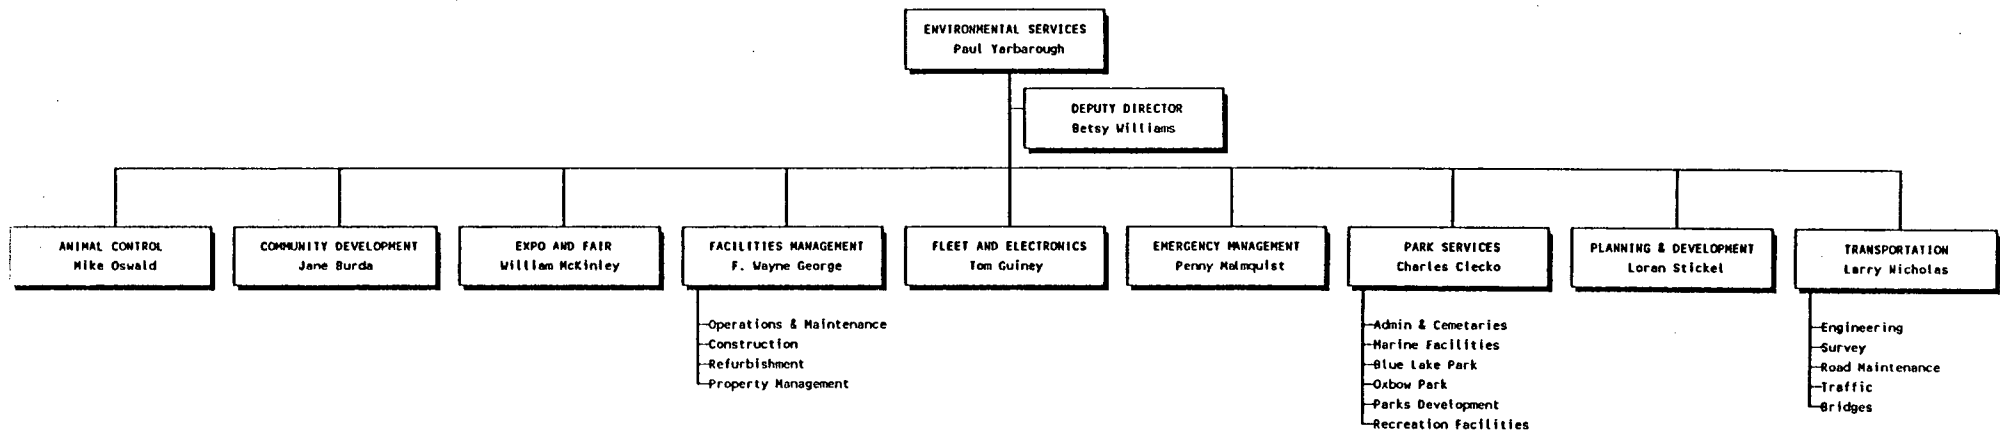 ENVIRONMENTAL SERVICES
Paul Yarbarough
DEPUTY DIRECTOR
Betsy Williams
ANIMAL CONTROL
Mike Oswald
COMMUNITY DEVELOPMENT
Jane Burda
EXPO AND FAIR
William McKinley
FACILITIES MANAGEMENT
F. Wayne George
Operations & Maintenance
Construction
Refurbishment
Property Management
FLEET AND ELECTRONICS
Tom Guiney
EMERGENCY MANAGEMENT
Penny Malmquist
PARK SERVICES
Charles Ciecko
Admin & Cemetaries
Marine Facilities
Blue Lake Park
Oxbow Park
Parks Development
Recreation Facilities
PLANNING & DEVELOPMENT
Loran Stickel
TRANSPORTATION
Larry Nicholas
Engineering
Survey
Road Maintenance
Traffic
Bridges